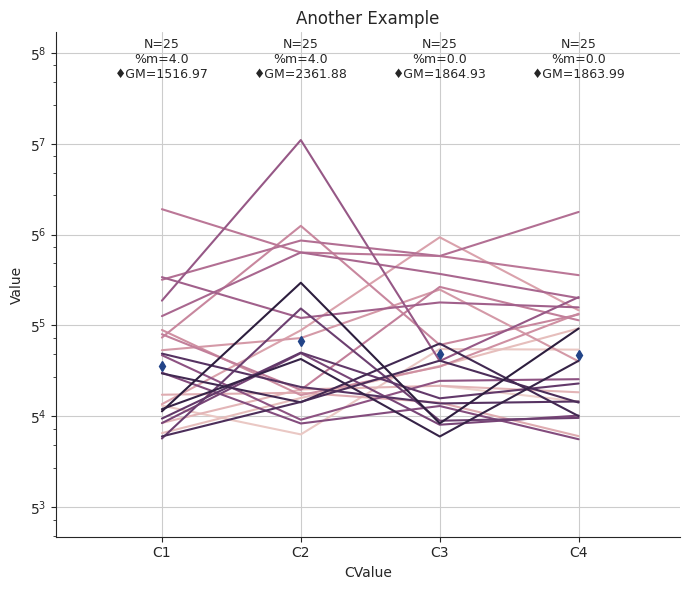 Another Example
N=25 N=25 N=25 N=25
%m=4.0 %m=4.0 %m=0.0 %m=0.0
♦GM=1516.97 ♦GM=2361.88 ♦GM=1864.93 ♦GM=1863.99
5⁸
5⁷
5⁶
5⁵
5⁴
5³
Value
C1 C2 C3 C4
CValue